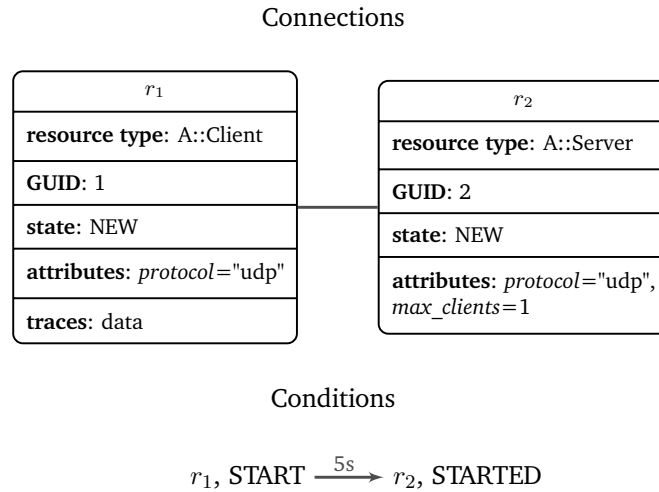 Connections
r₁
resource type: A::Client
GUID: 1
state: NEW
attributes: protocol="udp"
traces: data
r₂
resource type: A::Server
GUID: 2
state: NEW
attributes: protocol="udp",
max_clients=1
Conditions
r₁, START 5s r₂, STARTED